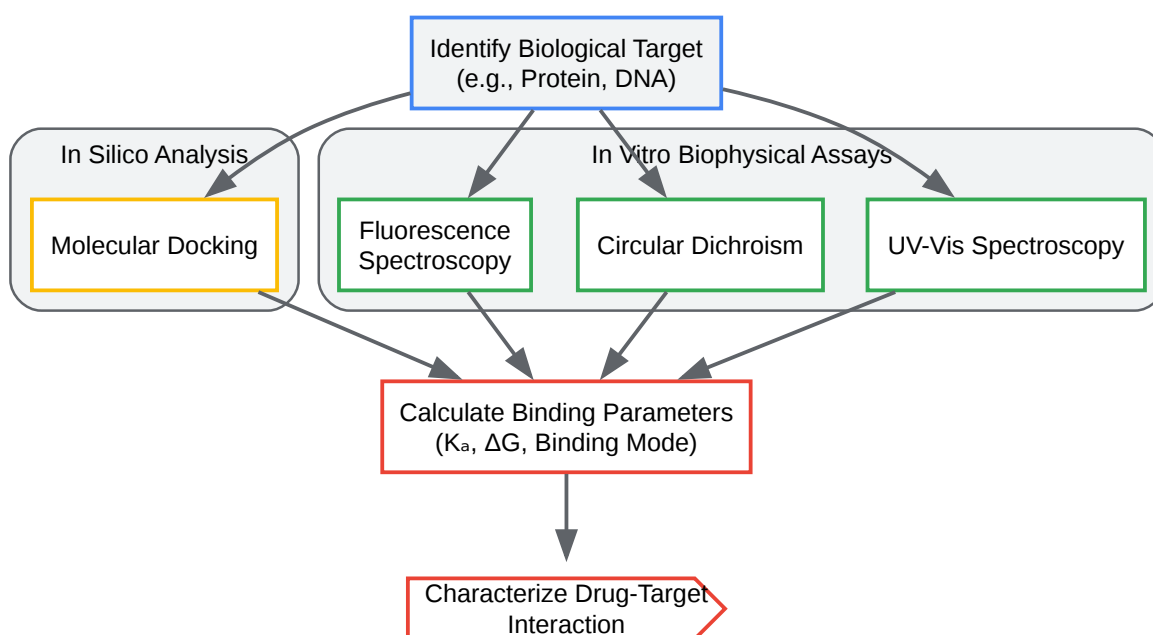 Identify Biological Target
(e.g., Protein, DNA)
In Silico Analysis
In Vitro Biophysical Assays
Molecular Docking
Fluorescence
Spectroscopy
Circular Dichroism
UV-Vis Spectroscopy
Calculate Binding Parameters
(Kₐ, ΔG, Binding Mode)
Characterize Drug-Target
Interaction